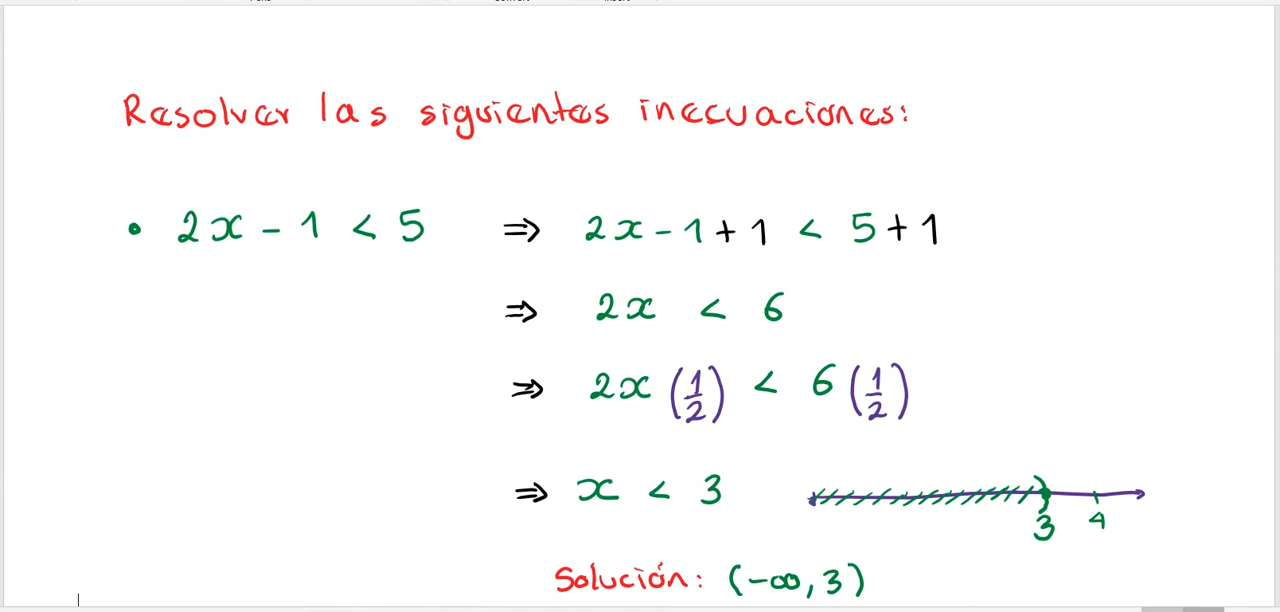 Resolver las siguientes inecuaciones:
• 2x - 1 < 5 ⇒ 2x - 1 + 1 < 5 + 1
⇒ 2x < 6
⇒ 2x (1/2) < 6 (1/2)
⇒ x < 3
3 4
Solución: (-∞, 3)